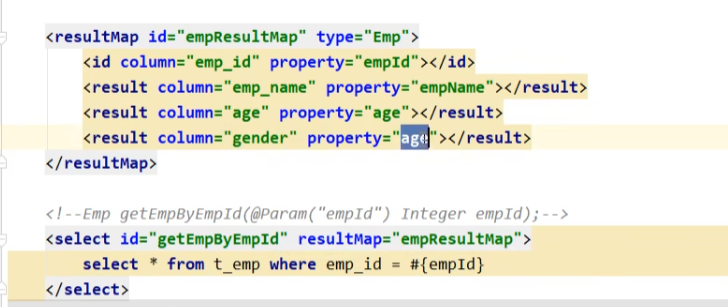 <resultMap id="empResultMap" type="Emp">
<id column="emp_id" property="empId"></id>
<result column="emp_name" property="empName"></result>
<result column="age" property="age"></result>
<result column="gender" property="age"></result>
</resultMap>
<!--Emp getEmpByEmpId(@Param("empId") Integer empId);-->
<select id="getEmpByEmpId" resultMap="empResultMap">
select * from t_emp where emp_id = #{empId}
</select>